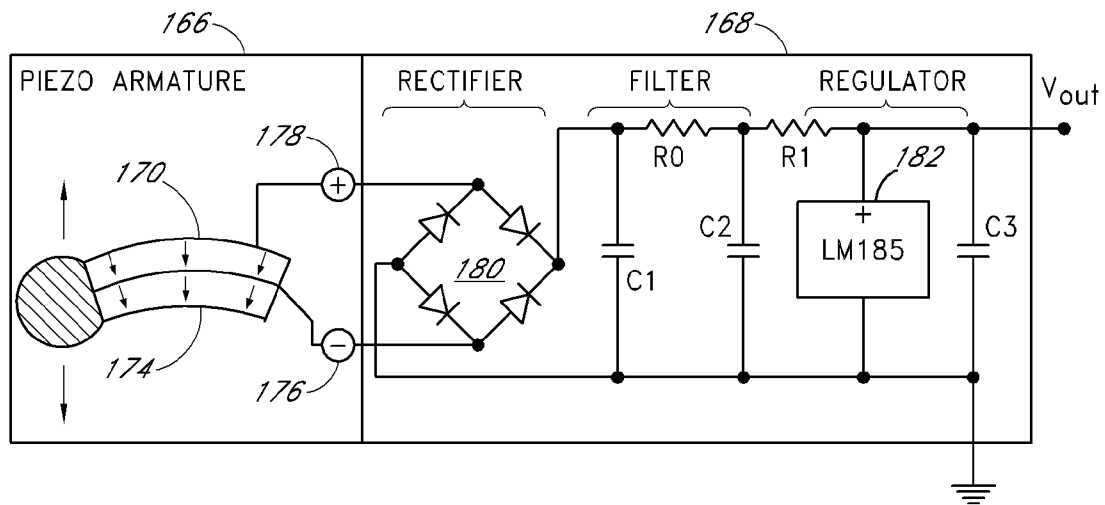 166
168
PIEZO ARMATURE
RECTIFIER
FILTER
REGULATOR
Vout
178
R0
R1
182
170
+
+
C2
LM185
C3
180
C1
174
−
176